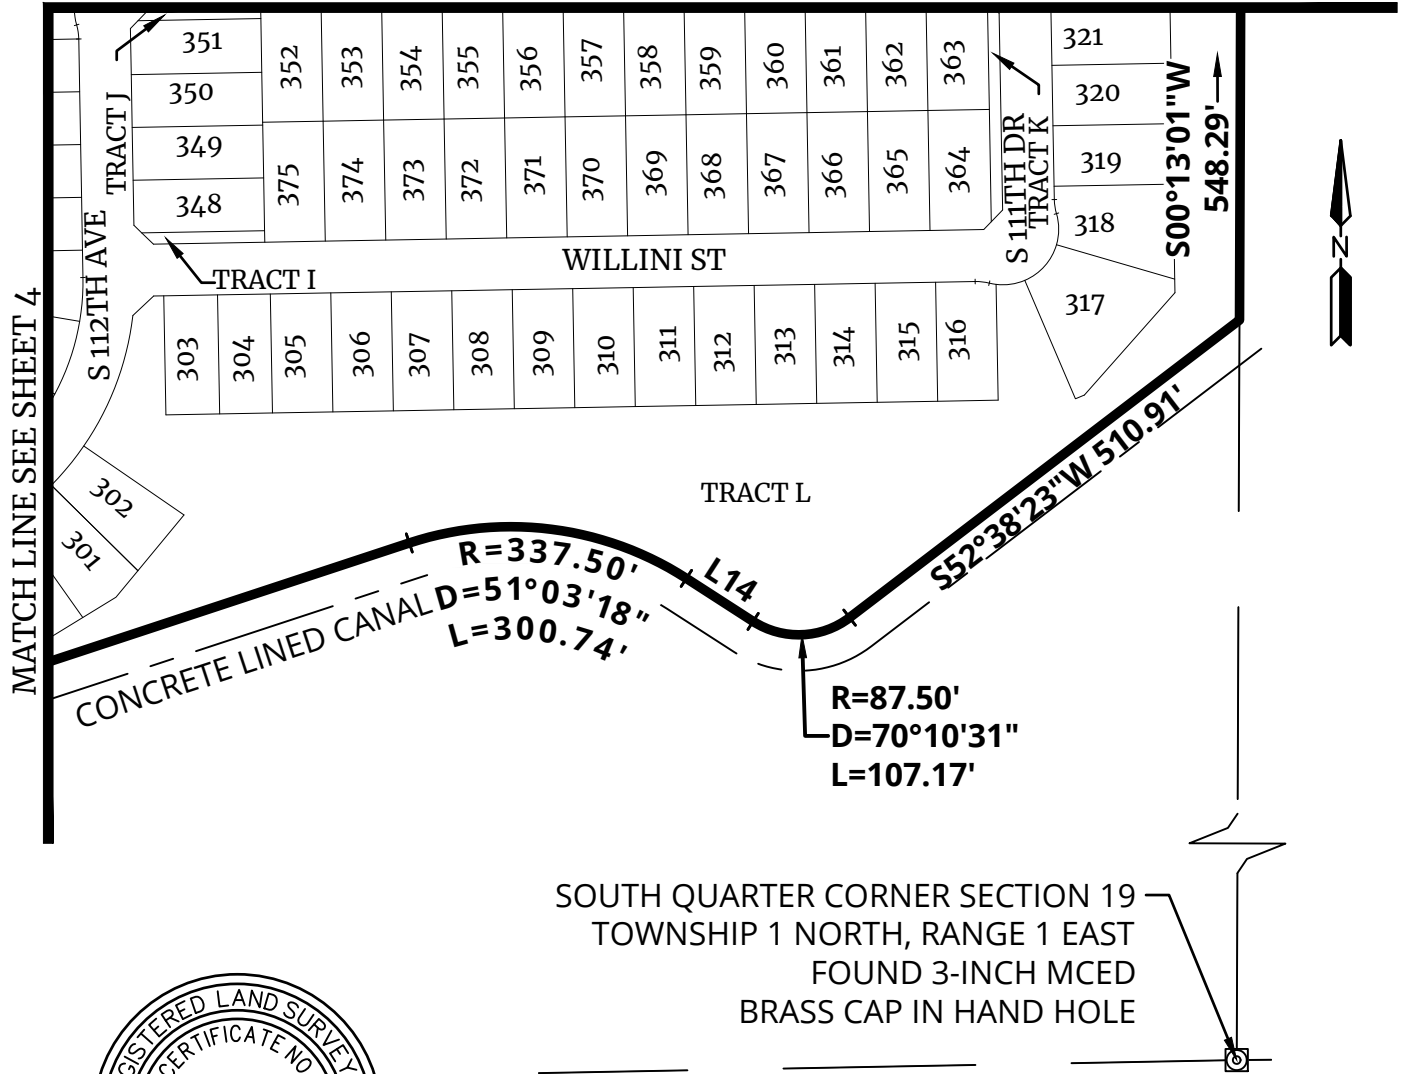 351
350
349
348
352
353
354
355
356
357
358
359
360
361
362
363
321
320
319
318
317
375
374
373
372
371
370
369
368
367
366
365
364
TRACT J
S 112TH AVE
TRACT I
WILLINI ST
S 111TH DR
TRACT K
S00°13'01"W
548.29'
N
303
304
305
306
307
308
309
310
311
312
313
314
315
316
MATCH LINE SEE SHEET 4
302
301
TRACT L
S52°38'23"W 510.91'
R=337.50'
D=51°03'18"
L=300.74'
L14
CONCRETE LINED CANAL
R=87.50'
D=70°10'31"
L=107.17'
SOUTH QUARTER CORNER SECTION 19
TOWNSHIP 1 NORTH, RANGE 1 EAST
FOUND 3-INCH MCED
BRASS CAP IN HAND HOLE
GISTERED LAND SURVEY
CERTIFICATE NO